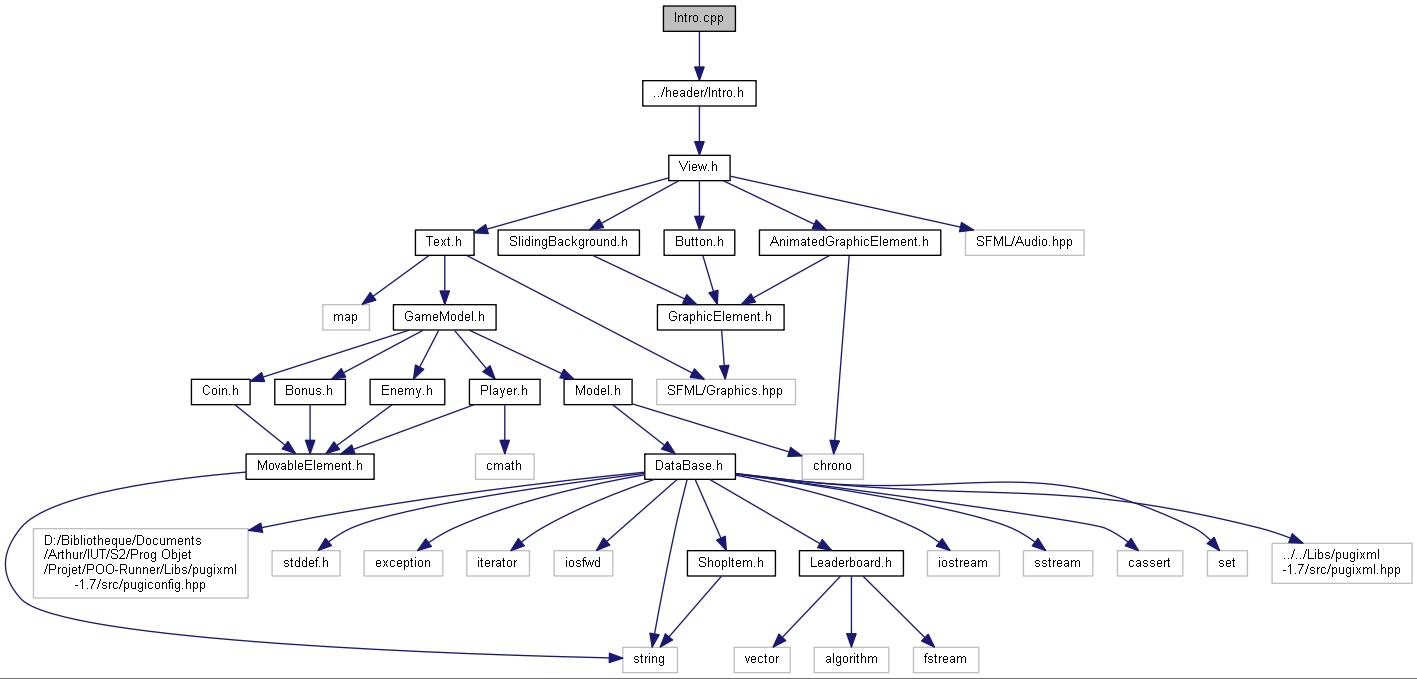 Intro.cpp
../header/Intro.h
View.h
Text.h
SlidingBackground.h
Button.h
AnimatedGraphicElement.h
SFML/Audio.hpp
map
GameModel.h
GraphicElement.h
Coin.h
Bonus.h
Enemy.h
Player.h
Model.h
SFML/Graphics.hpp
MovableElement.h
cmath
DataBase.h
chrono
D:/Bibliotheque/Documents
/Arthur/IUT/S2/Prog Objet
/Projet/POO-Runner/Libs/pugixml
-1.7/src/pugiconfig.hpp
stddef.h
exception
iterator
iosfwd
ShopItem.h
Leaderboard.h
iostream
sstream
cassert
set
../../Libs/pugixml
-1.7/src/pugixml.hpp
string
vector
algorithm
fstream